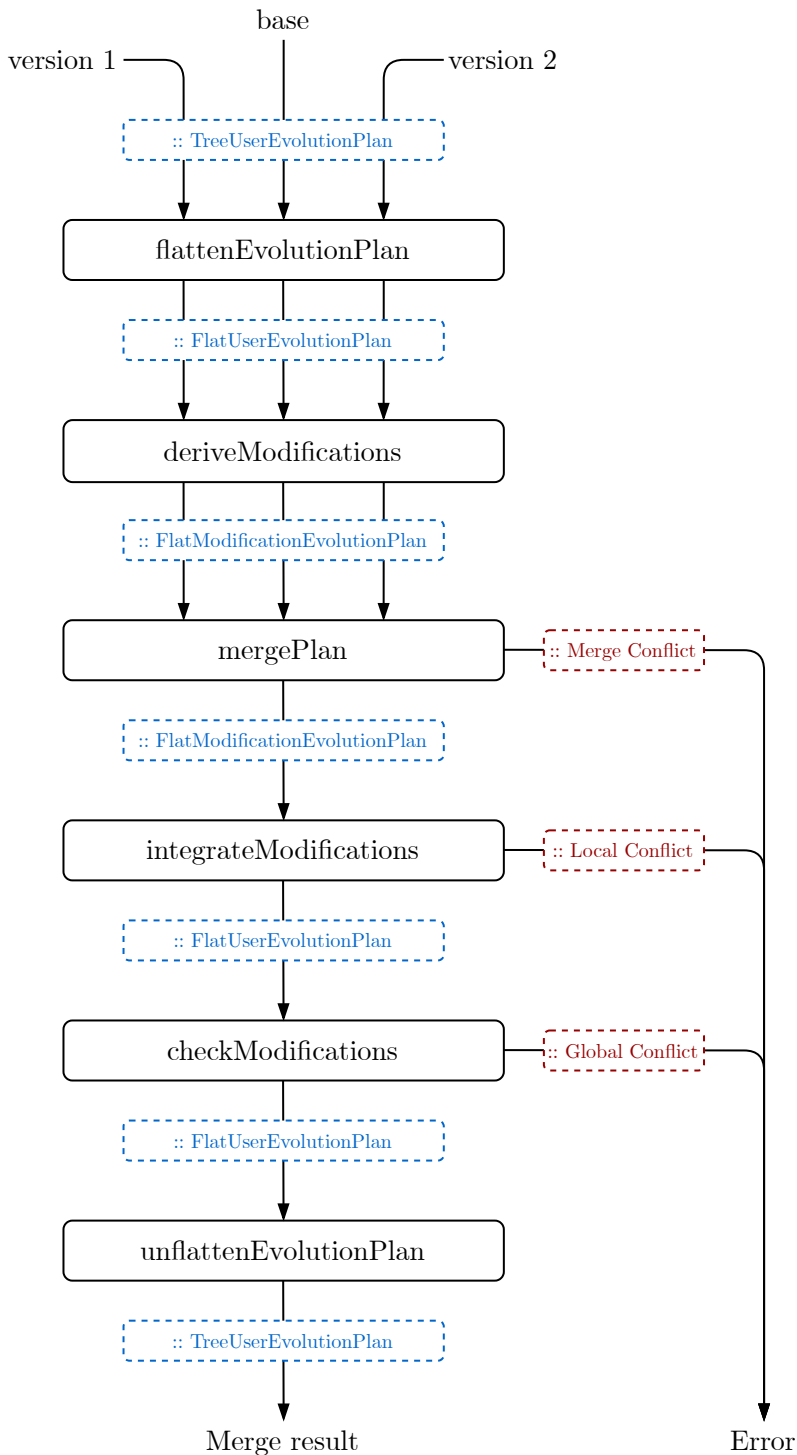 base
version 1
version 2
:: TreeUserEvolutionPlan
flattenEvolutionPlan
:: FlatUserEvolutionPlan
deriveModifications
:: FlatModificationEvolutionPlan
mergePlan
:: Merge Conflict
:: FlatModificationEvolutionPlan
integrateModifications
:: Local Conflict
:: FlatUserEvolutionPlan
checkModifications
:: Global Conflict
:: FlatUserEvolutionPlan
unflattenEvolutionPlan
:: TreeUserEvolutionPlan
Merge result
Error